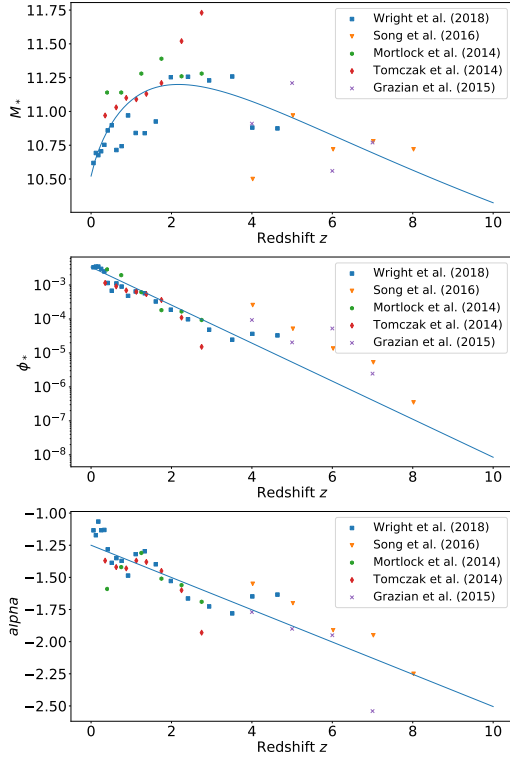 11.75
11.50
11.25
11.00
10.75
10.50
M*
0 2 4 6 8 10
Redshift z
Wright et al. (2018)
Song et al. (2016)
Mortlock et al. (2014)
Tomczak et al. (2014)
Grazian et al. (2015)
10⁻³
10⁻⁴
10⁻⁵
10⁻⁶
10⁻⁷
10⁻⁸
ϕ*
0 2 4 6 8 10
Redshift z
Wright et al. (2018)
Song et al. (2016)
Mortlock et al. (2014)
Tomczak et al. (2014)
Grazian et al. (2015)
−1.00
−1.25
−1.50
−1.75
−2.00
−2.25
−2.50
alpha
0 2 4 6 8 10
Redshift z
Wright et al. (2018)
Song et al. (2016)
Mortlock et al. (2014)
Tomczak et al. (2014)
Grazian et al. (2015)